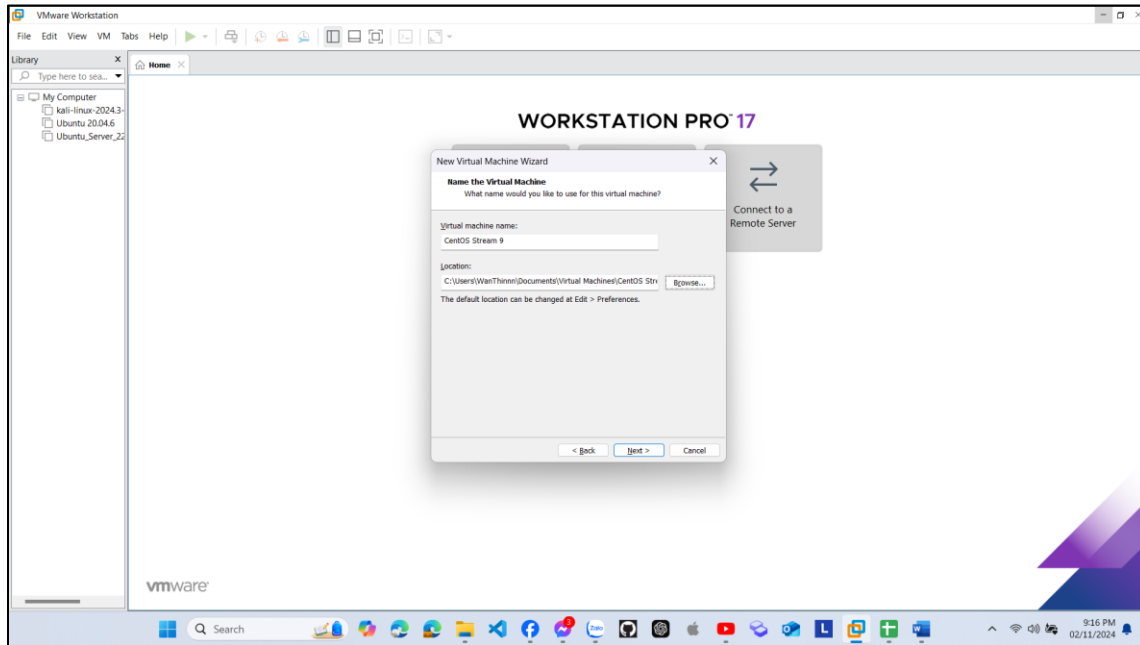 VMware Workstation
File Edit View VM Tabs Help
Library X
Type here to sea...
Home
My Computer
kali-linux-2024.3-
Ubuntu 20.04.6
Ubuntu_Server_22
WORKSTATION PRO™ 17
New Virtual Machine Wizard
Name the Virtual Machine
What name would you like to use for this virtual machine?
Virtual machine name:
CentOS Stream 9
Location:
C:\Users\WanThinnn\Documents\Virtual Machines\CentOS Stre
Browse...
The default location can be changed at Edit > Preferences.
< Back Next > Cancel
Connect to a
Remote Server
vmware
Search
3
Zalo
L
W
9:16 PM
02/11/2024